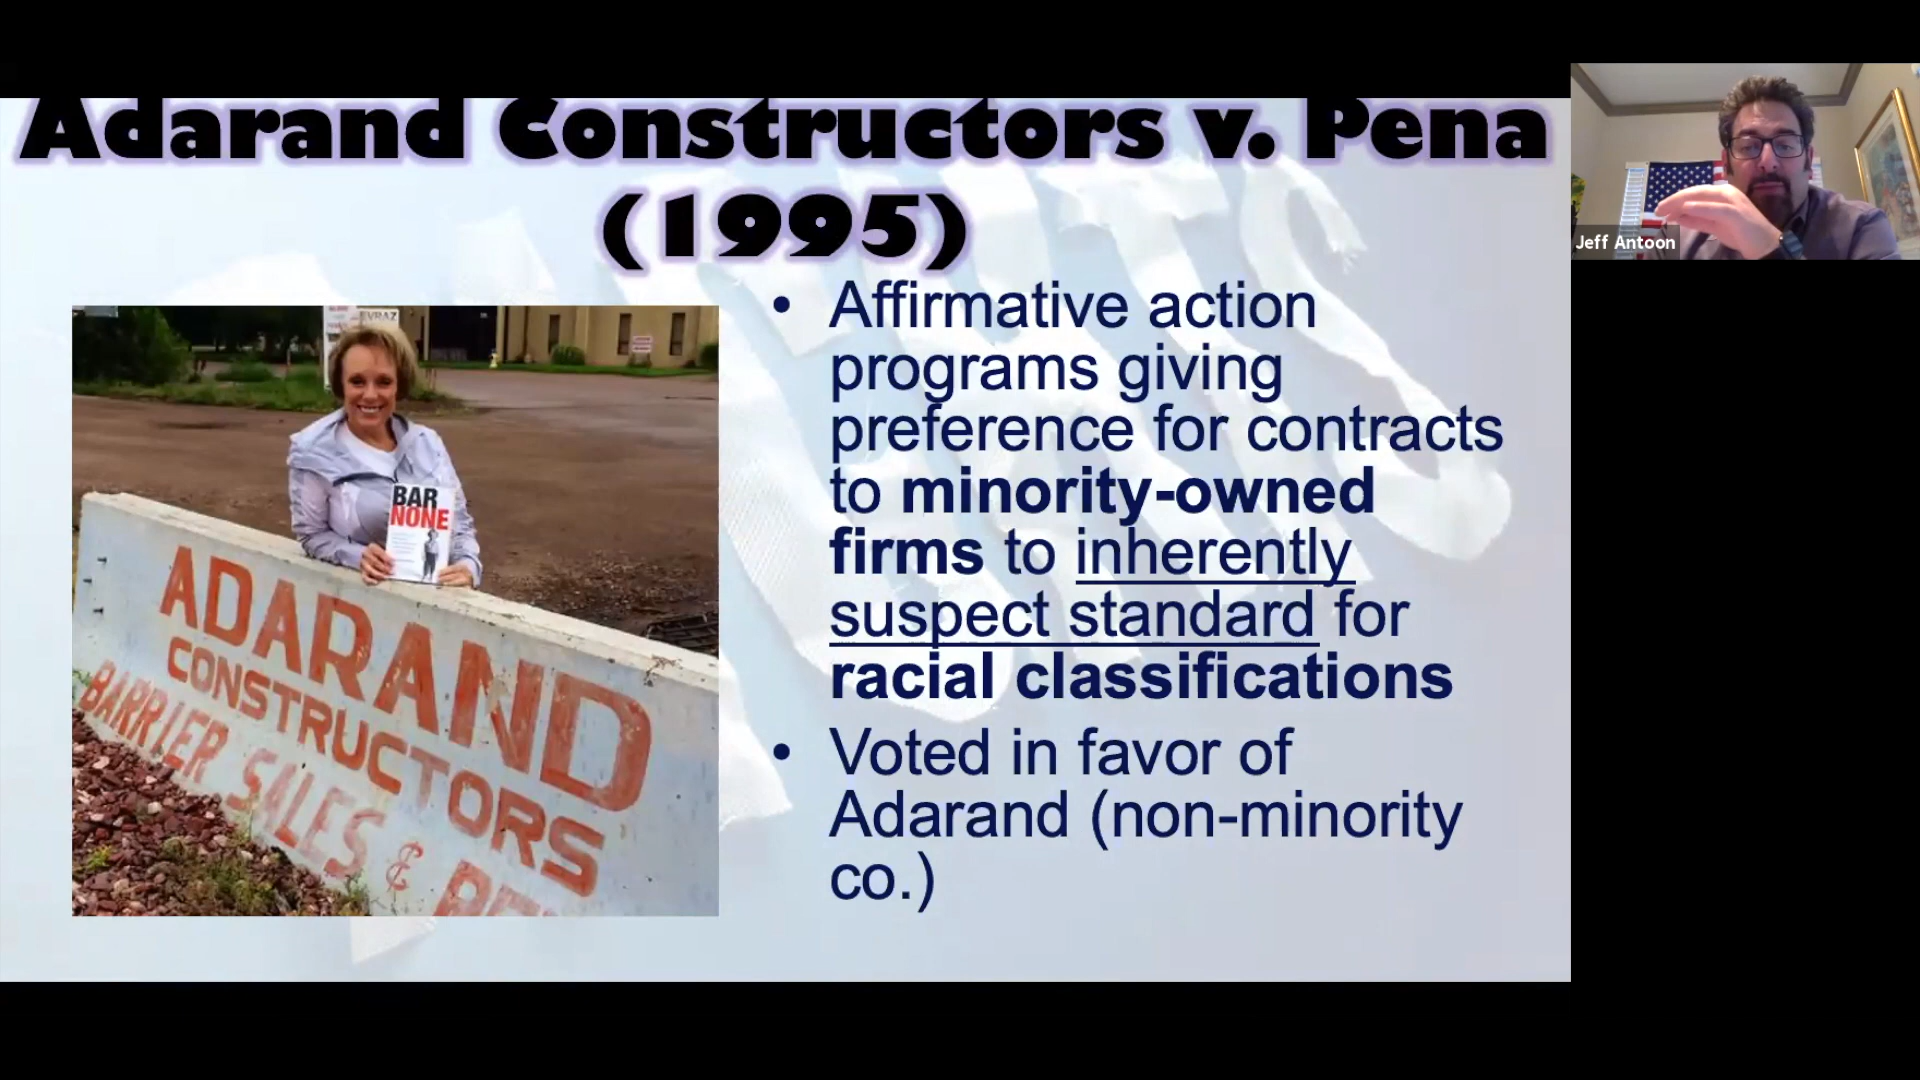 Adarand Constructors v. Pena
(1995)
Jeff Antoon
• Affirmative action
programs giving
preference for contracts
to minority-owned
firms to inherently
suspect standard for
racial classifications
• Voted in favor of
Adarand (non-minority
co.)
EVRAZ
BAR
NONE
ADARAND
CONSTRUCTORS
BARRIER SALES &